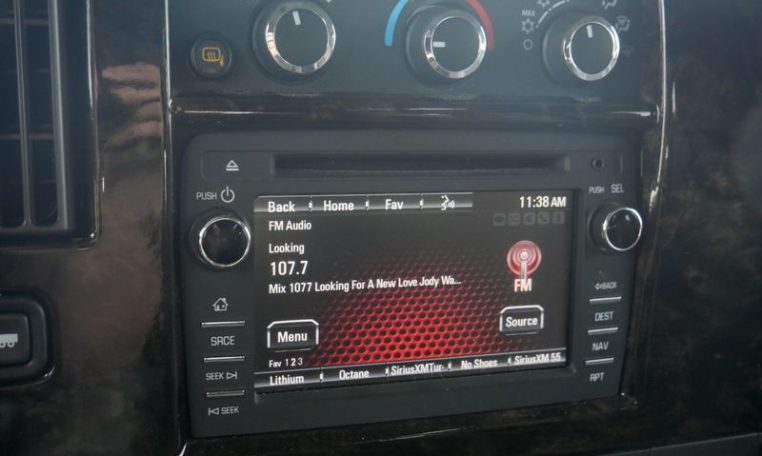 MAX
PUSH
PUSH SEL
Back Home Fav 11:38 AM
FM Audio
Looking
107.7
Mix 1077 Looking For A New Love Jody Wa...
FM
Menu Source
Fav 1 2 3
Lithium Octane SiriusXMTur- No Shoes SiriusXM 55
SRCE
SEEK
SEEK
BACK
DEST
NAV
RPT